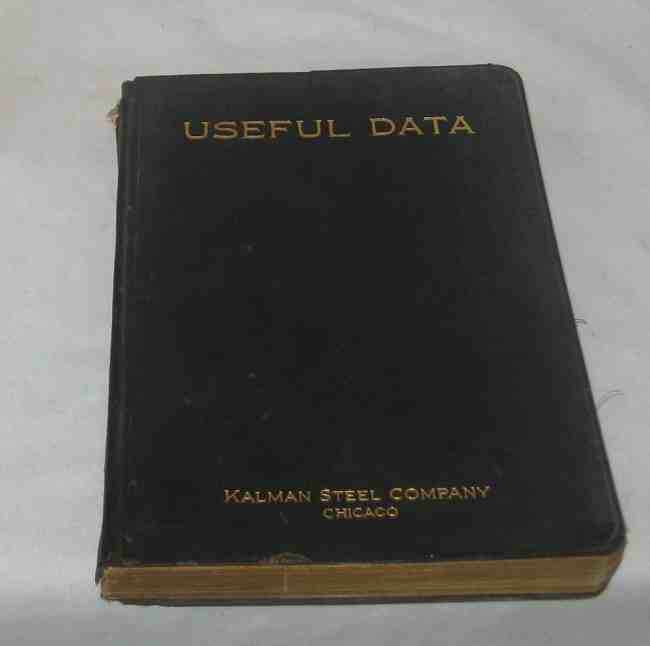 USEFUL DATA
KALMAN STEEL COMPANY
CHICAGO